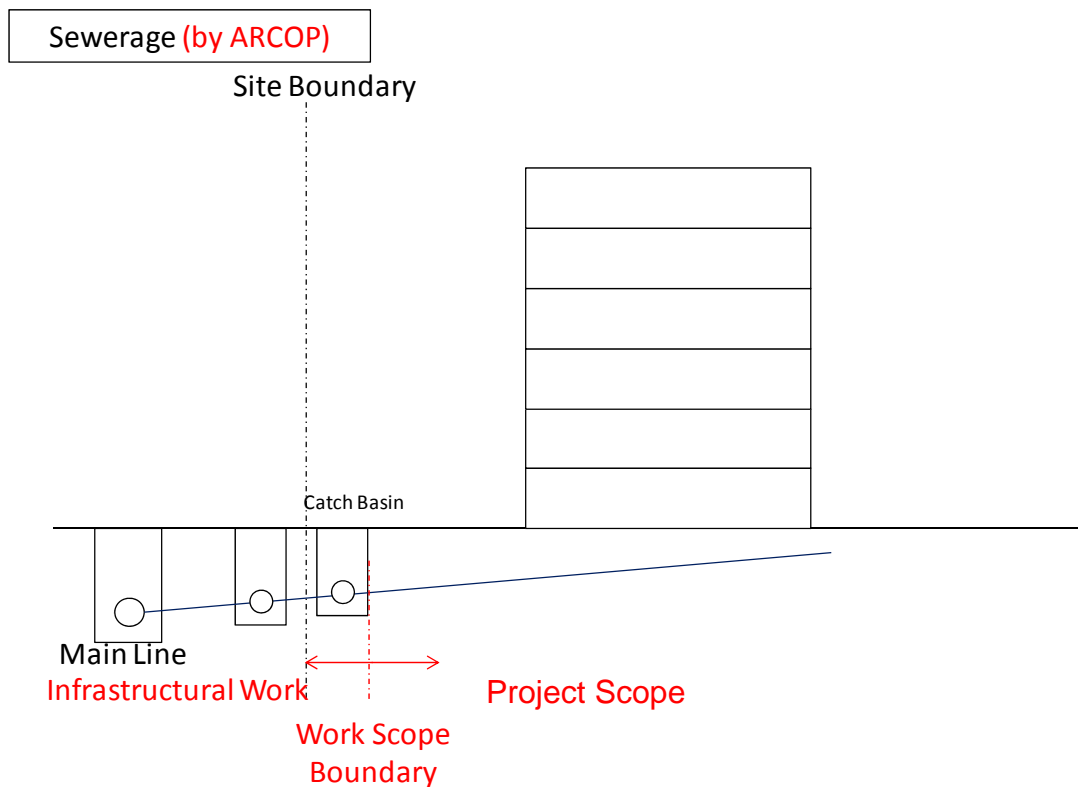 Sewerage (by ARCOP)
Site Boundary
Catch Basin
Main Line
Infrastructural Work
Project Scope
Work Scope
Boundary